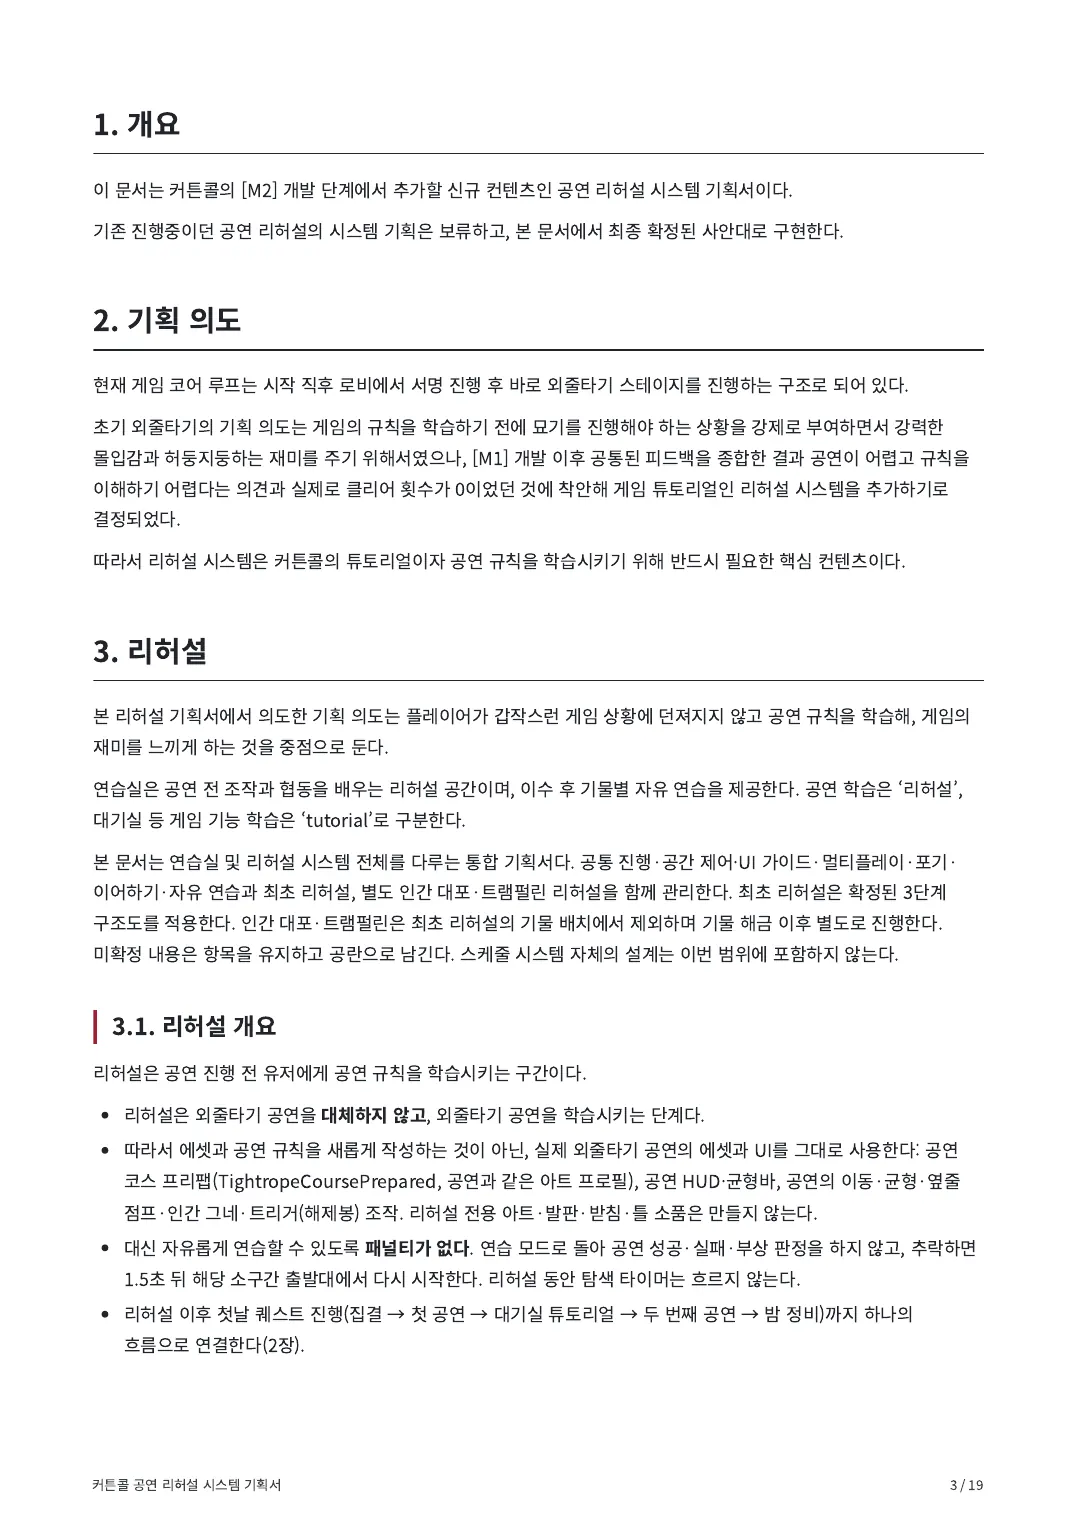 1. 개요
이 문서는 커튼콜의 [M2] 개발 단계에서 추가할 신규 컨텐츠인 공연 리허설 시스템 기획서이다.
기존 진행중이던 공연 리허설의 시스템 기획은 보류하고, 본 문서에서 최종 확정된 사안대로 구현한다.
2. 기획 의도
현재 게임 코어 루프는 시작 직후 로비에서 서명 진행 후 바로 외줄타기 스테이지를 진행하는 구조로 되어 있다.
초기 외줄타기의 기획 의도는 게임의 규칙을 학습하기 전에 묘기를 진행해야 하는 상황을 강제로 부여하면서 강력한
몰입감과 허둥지둥하는 재미를 주기 위해서였으나, [M1] 개발 이후 공통된 피드백을 종합한 결과 공연이 어렵고 규칙을
이해하기 어렵다는 의견과 실제로 클리어 횟수가 0이었던 것에 착안해 게임 튜토리얼인 리허설 시스템을 추가하기로
결정되었다.
따라서 리허설 시스템은 커튼콜의 튜토리얼이자 공연 규칙을 학습시키기 위해 반드시 필요한 핵심 컨텐츠이다.
3. 리허설
본 리허설 기획서에서 의도한 기획 의도는 플레이어가 갑작스런 게임 상황에 던져지지 않고 공연 규칙을 학습해, 게임의
재미를 느끼게 하는 것을 중점으로 둔다.
연습실은 공연 전 조작과 협동을 배우는 리허설 공간이며, 이수 후 기물별 자유 연습을 제공한다. 공연 학습은 ‘리허설’,
대기실 등 게임 기능 학습은 ‘tutorial’로 구분한다.
본 문서는 연습실 및 리허설 시스템 전체를 다루는 통합 기획서다. 공통 진행·공간 제어·UI 가이드·멀티플레이·포기·
이어하기·자유 연습과 최초 리허설, 별도 인간 대포·트램펄린 리허설을 함께 관리한다. 최초 리허설은 확정된 3단계
구조도를 적용한다. 인간 대포·트램펄린은 최초 리허설의 기물 배치에서 제외하며 기물 해금 이후 별도로 진행한다.
미확정 내용은 항목을 유지하고 공란으로 남긴다. 스케줄 시스템 자체의 설계는 이번 범위에 포함하지 않는다.
3.1. 리허설 개요
리허설은 공연 진행 전 유저에게 공연 규칙을 학습시키는 구간이다.
• 리허설은 외줄타기 공연을 대체하지 않고, 외줄타기 공연을 학습시키는 단계다.
• 따라서 에셋과 공연 규칙을 새롭게 작성하는 것이 아닌, 실제 외줄타기 공연의 에셋과 UI를 그대로 사용한다: 공연
코스 프리팹(TightropeCoursePrepared, 공연과 같은 아트 프로필), 공연 HUD·균형바, 공연의 이동·균형·옆줄
점프·인간 그네·트리거(해제봉) 조작. 리허설 전용 아트·발판·받침·틀 소품은 만들지 않는다.
• 대신 자유롭게 연습할 수 있도록 패널티가 없다. 연습 모드로 돌아 공연 성공·실패·부상 판정을 하지 않고, 추락하면
1.5초 뒤 해당 소구간 출발대에서 다시 시작한다. 리허설 동안 탐색 타이머는 흐르지 않는다.
• 리허설 이후 첫날 퀘스트 진행(집결 → 첫 공연 → 대기실 튜토리얼 → 두 번째 공연 → 밤 정비)까지 하나의
흐름으로 연결한다(2장).
커튼콜 공연 리허설 시스템 기획서
3 / 19